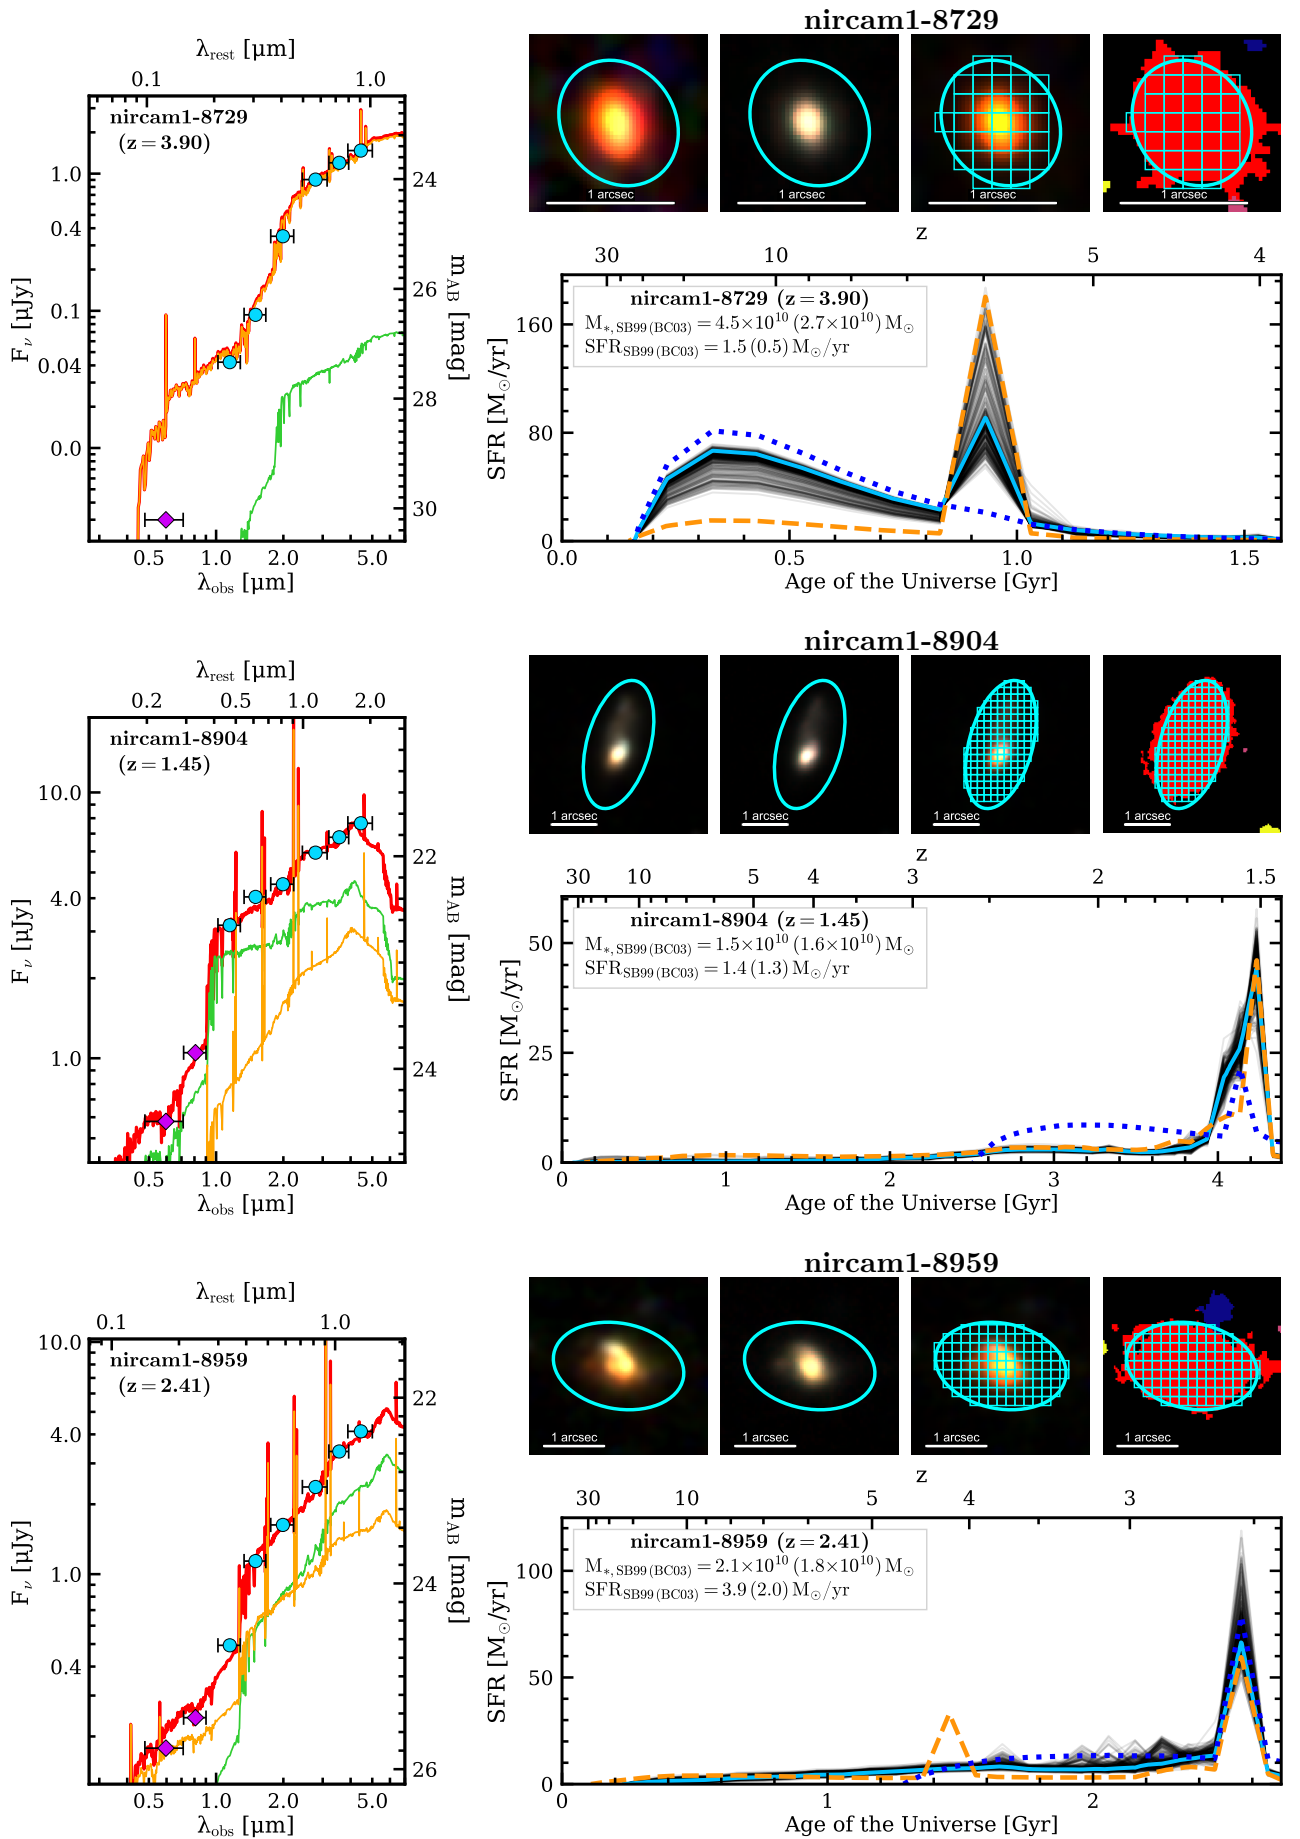 nircam1-8729
λrest [µm]
0.1 1.0
nircam1-8729
(z = 3.90)
1.0
0.4
0.1
0.04
0.0
Fν [µJy]
24
26
28
30
mAB [mag]
0.5 1.0 2.0 5.0
λobs [µm]
1 arcsec 1 arcsec 1 arcsec 1 arcsec
z
30 10 5 4
nircam1-8729 (z = 3.90)
M*, SB99 (BC03) = 4.5×10^10 (2.7×10^10) M⊙
SFRSB99 (BC03) = 1.5 (0.5) M⊙/yr
160
80
0
SFR [M⊙/yr]
0.0 0.5 1.0 1.5
Age of the Universe [Gyr]
nircam1-8904
λrest [µm]
0.2 0.5 1.0 2.0
nircam1-8904
(z = 1.45)
10.0
4.0
1.0
Fν [µJy]
22
24
mAB [mag]
0.5 1.0 2.0 5.0
λobs [µm]
1 arcsec 1 arcsec 1 arcsec 1 arcsec
z
30 10 5 4 3 2 1.5
nircam1-8904 (z = 1.45)
M*, SB99 (BC03) = 1.5×10^10 (1.6×10^10) M⊙
SFRSB99 (BC03) = 1.4 (1.3) M⊙/yr
50
25
0
SFR [M⊙/yr]
0 1 2 3 4
Age of the Universe [Gyr]
nircam1-8959
λrest [µm]
0.1 1.0
nircam1-8959
(z = 2.41)
10.0
4.0
1.0
0.4
Fν [µJy]
22
24
26
mAB [mag]
0.5 1.0 2.0 5.0
λobs [µm]
1 arcsec 1 arcsec 1 arcsec 1 arcsec
z
30 10 5 4 3
nircam1-8959 (z = 2.41)
M*, SB99 (BC03) = 2.1×10^10 (1.8×10^10) M⊙
SFRSB99 (BC03) = 3.9 (2.0) M⊙/yr
100
50
0
SFR [M⊙/yr]
0 1 2
Age of the Universe [Gyr]